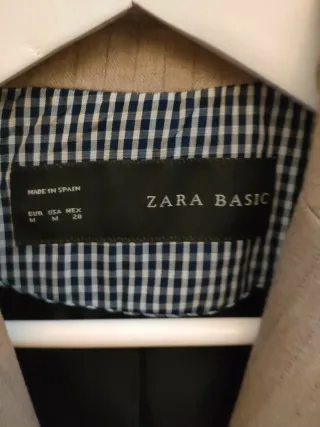 MADE IN SPAIN
ZARA BASIC
EUR USA MEX
M M 28